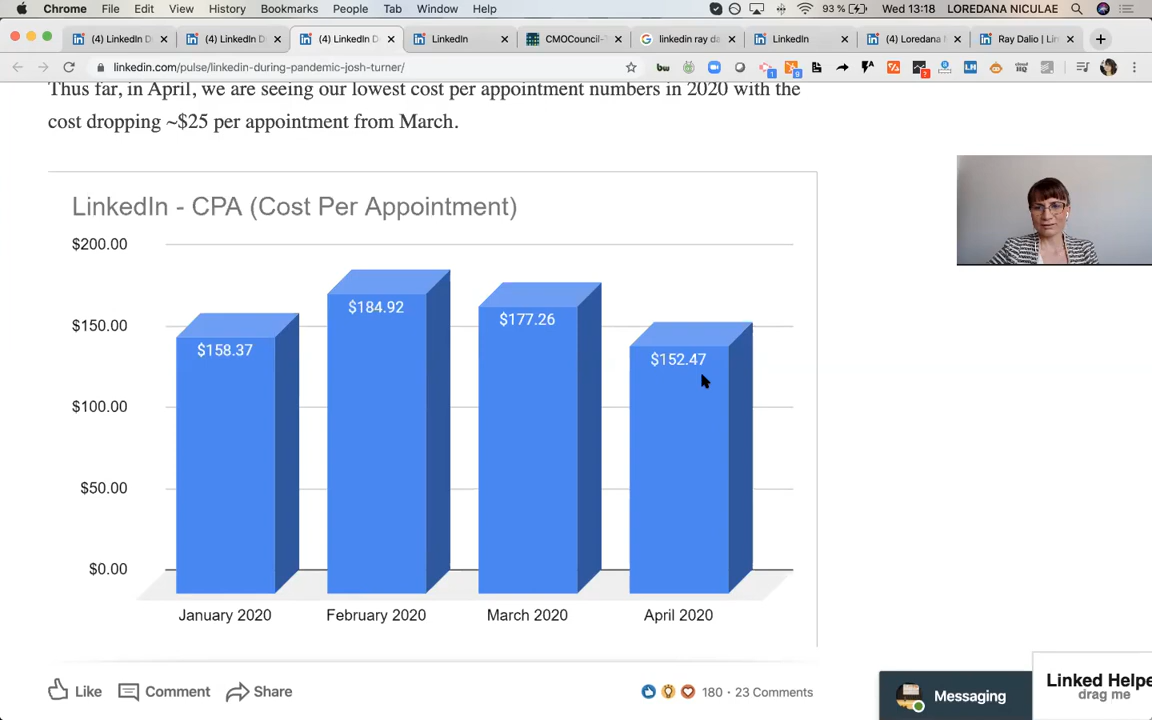 Chrome File Edit View History Bookmarks People Tab Window Help 93 % Wed 13:18 LOREDANA NICULAE
(4) LinkedIn D (4) LinkedIn D (4) LinkedIn D LinkedIn CMOCouncil- linkedin ray da LinkedIn (4) Loredana Ray Dalio | Lin
linkedin.com/pulse/linkedin-during-pandemic-josh-turner/
Thus far, in April, we are seeing our lowest cost per appointment numbers in 2020 with the
cost dropping ~$25 per appointment from March.
LinkedIn - CPA (Cost Per Appointment)
$200.00
$150.00
$100.00
$50.00
$0.00
$158.37
$184.92
$177.26
$152.47
January 2020 February 2020 March 2020 April 2020
Like Comment Share 180 · 23 Comments
Messaging
Linked Helpe
drag me